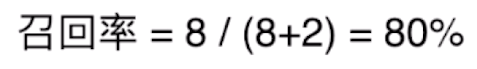 召回率 = 8 / (8+2) = 80%